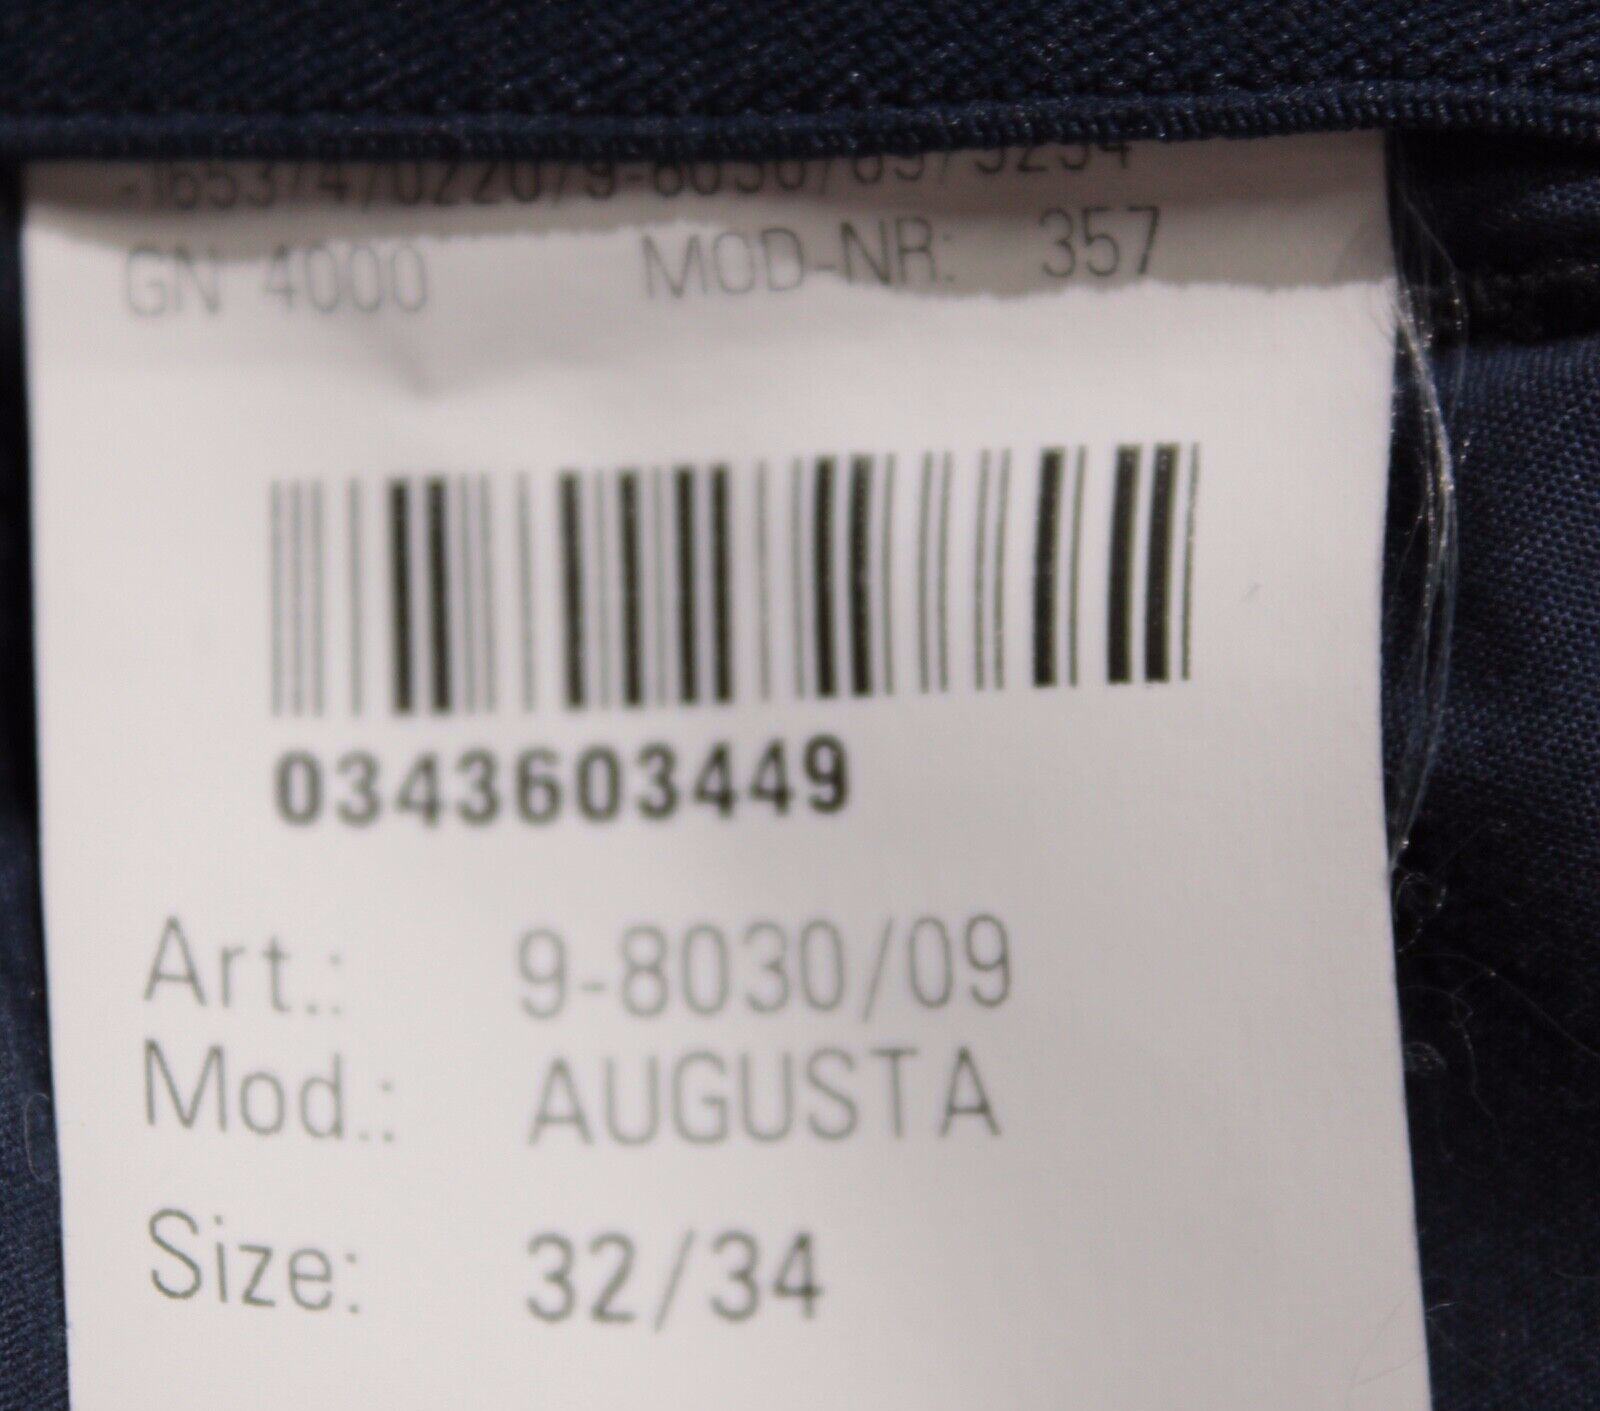 GN 4000 MOD-NR: 357
0343603449
Art.: 9-8030/09
Mod.: AUGUSTA
Size: 32/34